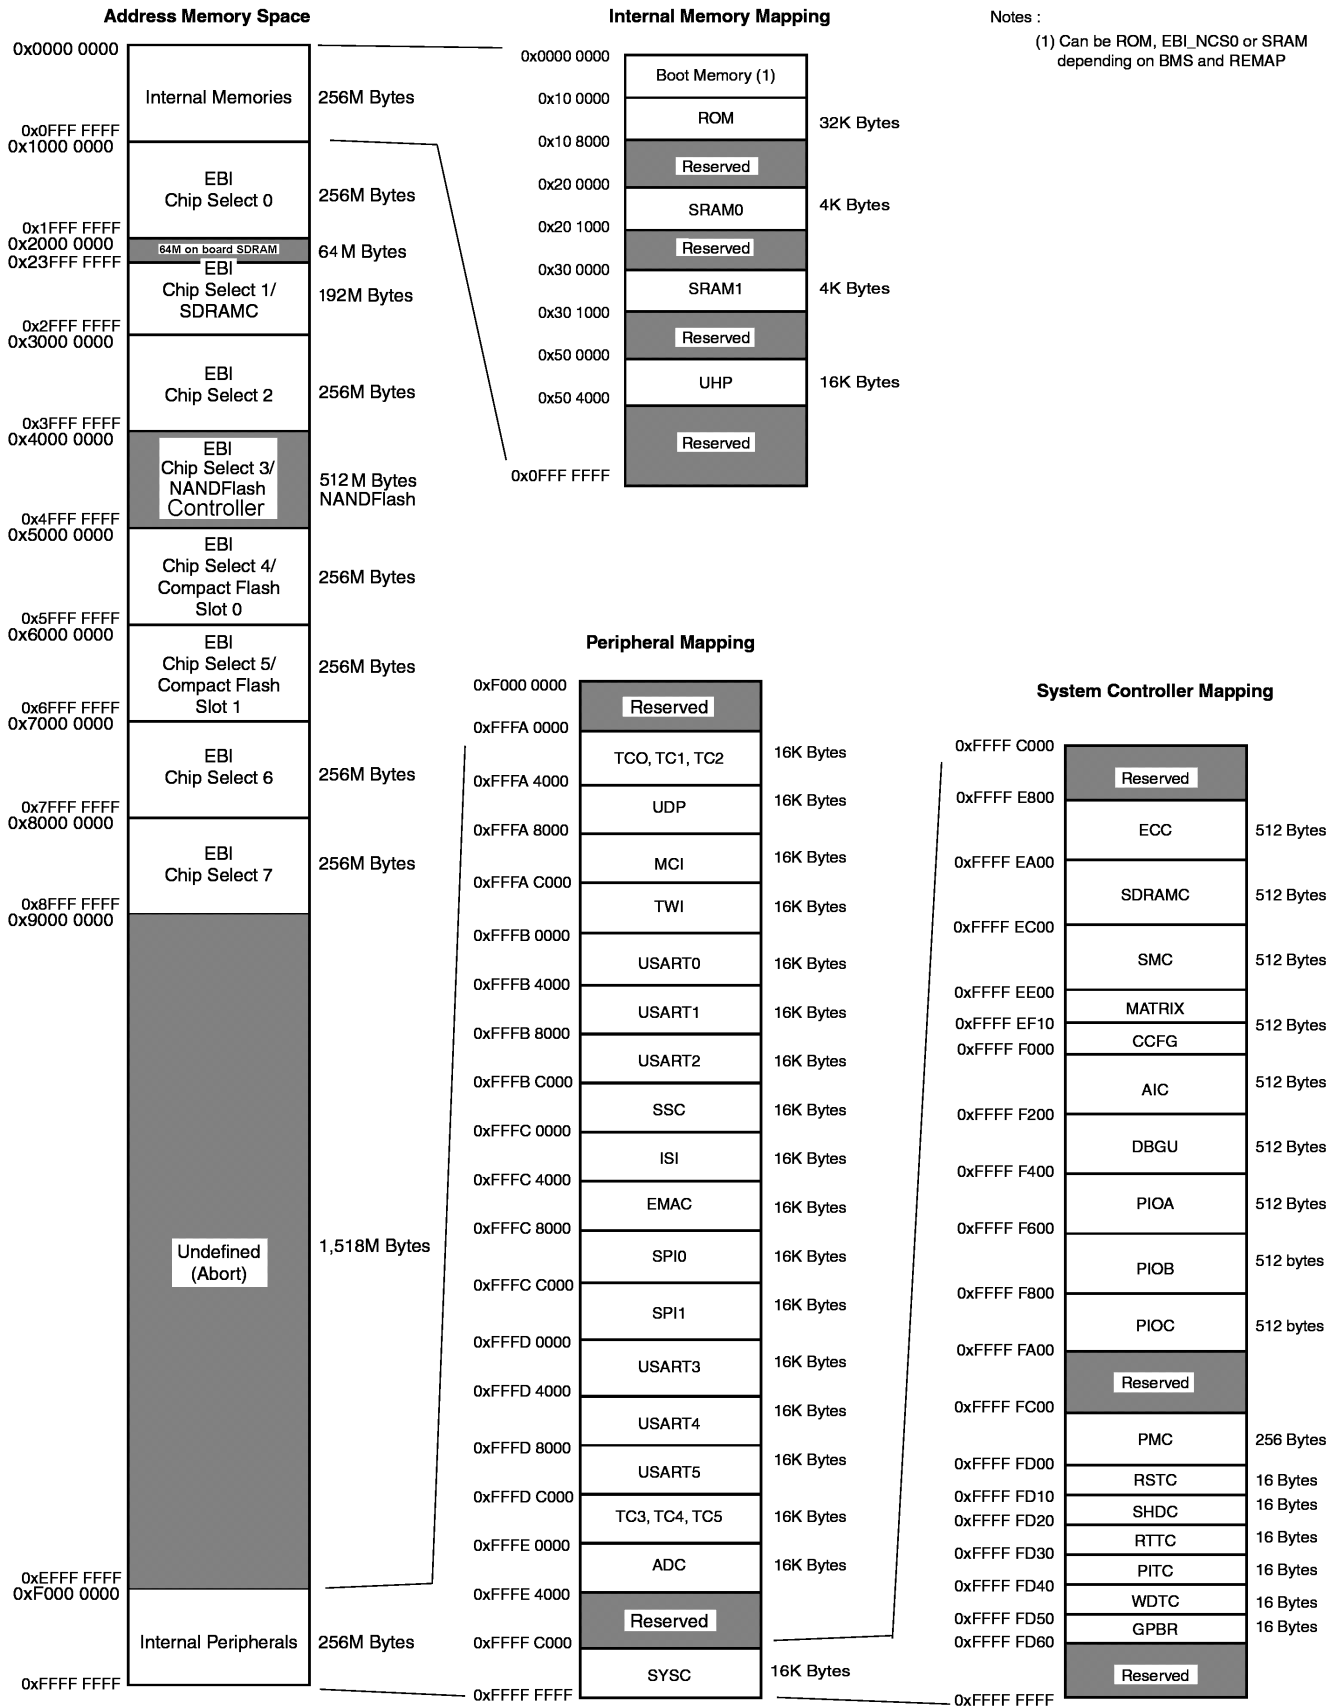 Address Memory Space
0x0000 0000
Internal Memories
256M Bytes
0x0FFF FFFF
0x1000 0000
EBI
Chip Select 0
256M Bytes
0x1FFF FFFF
0x2000 0000
64M on board SDRAM
64M Bytes
0x23FFF FFFF
EBI
Chip Select 1/
SDRAMC
192M Bytes
0x2FFF FFFF
0x3000 0000
EBI
Chip Select 2
256M Bytes
0x3FFF FFFF
0x4000 0000
EBI
Chip Select 3/
NANDFlash
Controller
512M Bytes
NANDFlash
0x4FFF FFFF
0x5000 0000
EBI
Chip Select 4/
Compact Flash
Slot 0
256M Bytes
0x5FFF FFFF
0x6000 0000
EBI
Chip Select 5/
Compact Flash
Slot 1
256M Bytes
0x6FFF FFFF
0x7000 0000
EBI
Chip Select 6
256M Bytes
0x7FFF FFFF
0x8000 0000
EBI
Chip Select 7
256M Bytes
0x8FFF FFFF
0x9000 0000
Undefined
(Abort)
1,518M Bytes
0xEFFF FFFF
0xF000 0000
Internal Peripherals
256M Bytes
0xFFFF FFFF
Internal Memory Mapping
0x0000 0000
Boot Memory (1)
0x10 0000
ROM
32K Bytes
0x10 8000
Reserved
0x20 0000
SRAM0
4K Bytes
0x20 1000
Reserved
0x30 0000
SRAM1
4K Bytes
0x30 1000
Reserved
0x50 0000
UHP
16K Bytes
0x50 4000
Reserved
0x0FFF FFFF
Notes :
(1) Can be ROM, EBI_NCS0 or SRAM
depending on BMS and REMAP
Peripheral Mapping
0xF000 0000
Reserved
0xFFFA 0000
TCO, TC1, TC2
16K Bytes
0xFFFA 4000
UDP
16K Bytes
0xFFFA 8000
MCI
16K Bytes
0xFFFA C000
TWI
16K Bytes
0xFFFB 0000
USART0
16K Bytes
0xFFFB 4000
USART1
16K Bytes
0xFFFB 8000
USART2
16K Bytes
0xFFFB C000
SSC
16K Bytes
0xFFFC 0000
ISI
16K Bytes
0xFFFC 4000
EMAC
16K Bytes
0xFFFC 8000
SPI0
16K Bytes
0xFFFC C000
SPI1
16K Bytes
0xFFFD 0000
USART3
16K Bytes
0xFFFD 4000
USART4
16K Bytes
0xFFFD 8000
USART5
16K Bytes
0xFFFD C000
TC3, TC4, TC5
16K Bytes
0xFFFE 0000
ADC
16K Bytes
0xFFFE 4000
Reserved
0xFFFF C000
SYSC
16K Bytes
0xFFFF FFFF
System Controller Mapping
0xFFFF C000
Reserved
0xFFFF E800
ECC
512 Bytes
0xFFFF EA00
SDRAMC
512 Bytes
0xFFFF EC00
SMC
512 Bytes
0xFFFF EE00
MATRIX
0xFFFF EF10
512 Bytes
CCFG
0xFFFF F000
AIC
512 Bytes
0xFFFF F200
DBGU
512 Bytes
0xFFFF F400
PIOA
512 Bytes
0xFFFF F600
PIOB
512 bytes
0xFFFF F800
PIOC
512 bytes
0xFFFF FA00
Reserved
0xFFFF FC00
PMC
256 Bytes
0xFFFF FD00
RSTC
16 Bytes
0xFFFF FD10
SHDC
16 Bytes
0xFFFF FD20
RTTC
16 Bytes
0xFFFF FD30
PITC
16 Bytes
0xFFFF FD40
WDTC
16 Bytes
0xFFFF FD50
GPBR
16 Bytes
0xFFFF FD60
Reserved
0xFFFF FFFF